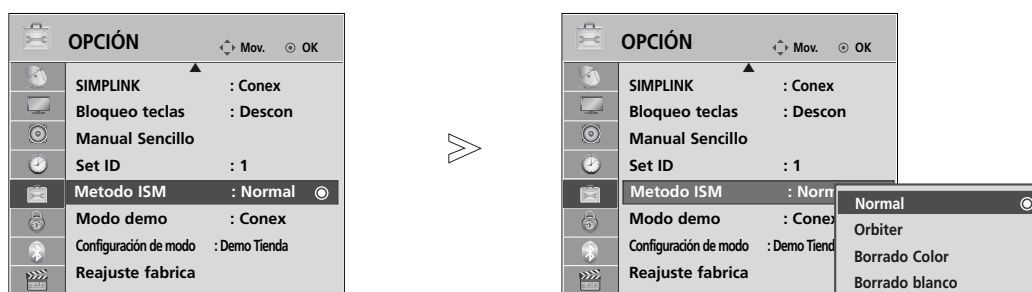 OPCIÓN Mov. OK
SIMPLINK : Conex
Bloqueo teclas : Descon
Manual Sencillo
Set ID : 1
Metodo ISM : Normal
Modo demo : Conex
Configuración de modo : Demo Tienda
Reajuste fabrica
OPCIÓN Mov. OK
SIMPLINK : Conex
Bloqueo teclas : Descon
Manual Sencillo
Set ID : 1
Metodo ISM : Norm
Modo demo : Conex
Configuración de modo : Demo Tiend
Reajuste fabrica
Normal
Orbiter
Borrado Color
Borrado blanco